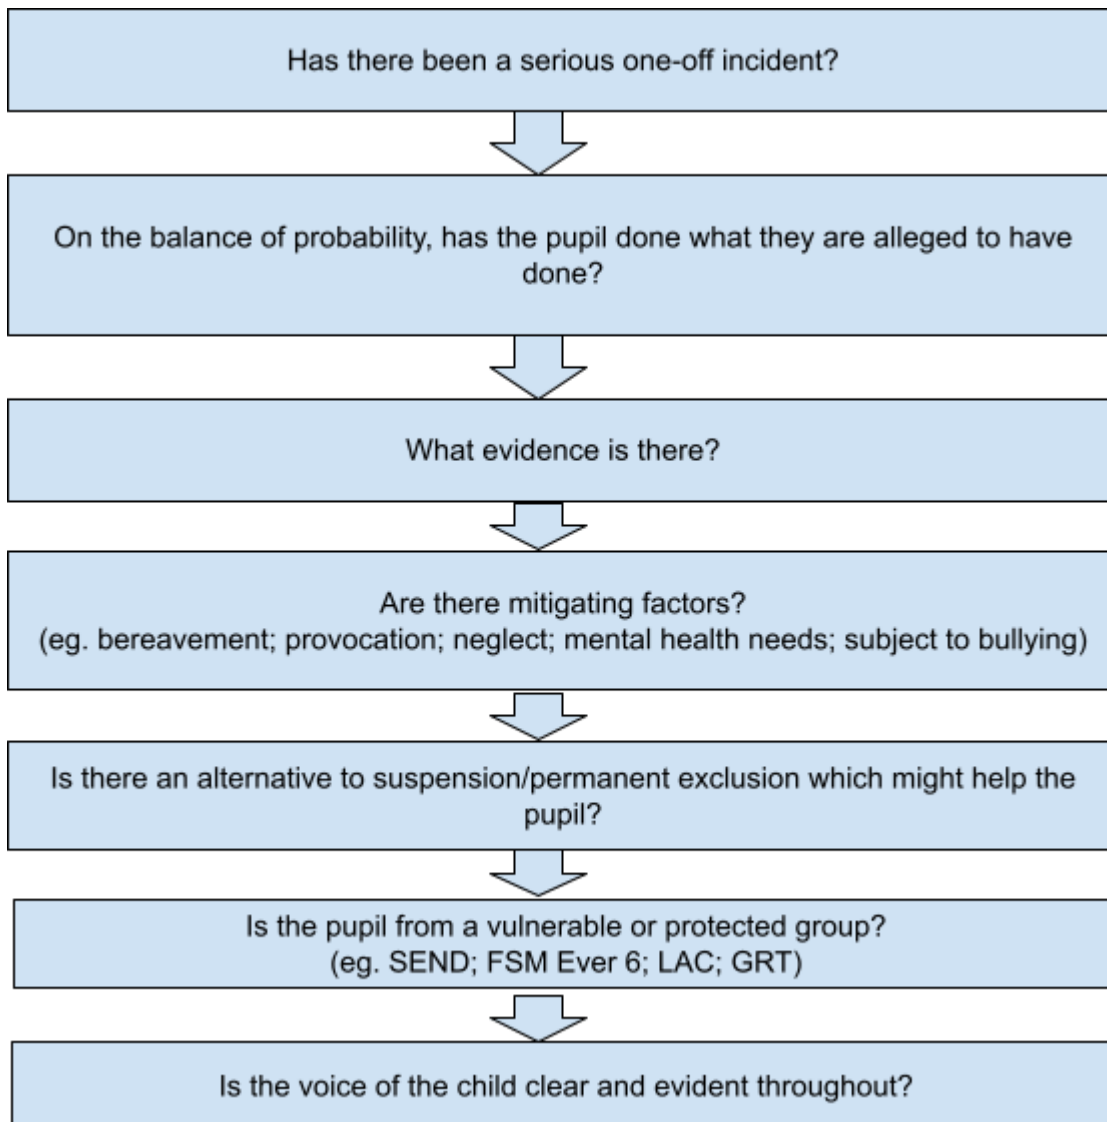 Has there been a serious one-off incident?
On the balance of probability, has the pupil done what they are alleged to have
done?
What evidence is there?
Are there mitigating factors?
(eg. bereavement; provocation; neglect; mental health needs; subject to bullying)
Is there an alternative to suspension/permanent exclusion which might help the
pupil?
Is the pupil from a vulnerable or protected group?
(eg. SEND; FSM Ever 6; LAC; GRT)
Is the voice of the child clear and evident throughout?